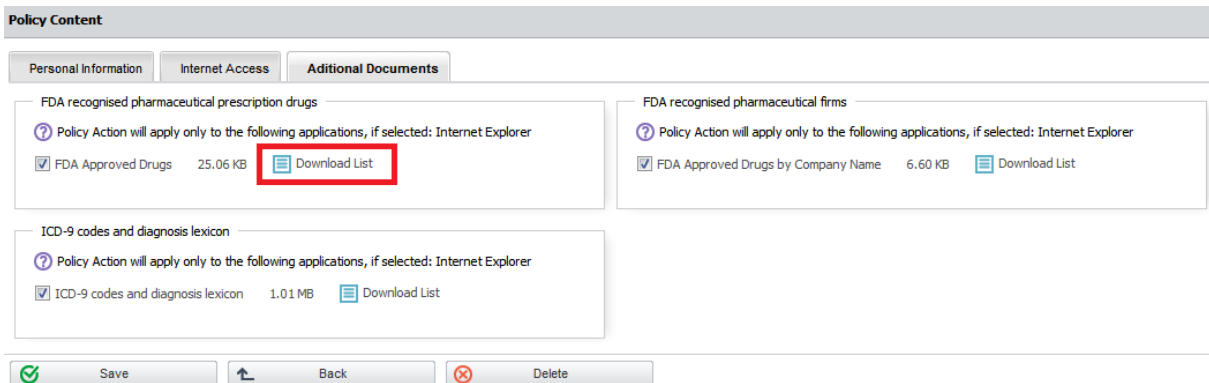 Policy Content
Personal Information
Internet Access
Aditional Documents
FDA recognised pharmaceutical prescription drugs
Policy Action will apply only to the following applications, if selected: Internet Explorer
FDA Approved Drugs 25.06 KB Download List
FDA recognised pharmaceutical firms
Policy Action will apply only to the following applications, if selected: Internet Explorer
FDA Approved Drugs by Company Name 6.60 KB Download List
ICD-9 codes and diagnosis lexicon
Policy Action will apply only to the following applications, if selected: Internet Explorer
ICD-9 codes and diagnosis lexicon 1.01 MB Download List
Save
Back
Delete